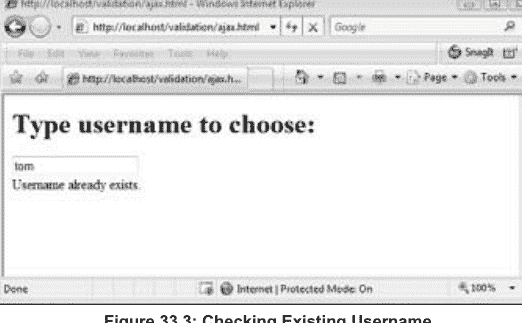 http://localhost/validation/ajax.html - Windows Internet Explorer
http://localhost/validation/ajax.html
Google
File Edit View Favorites Tools Help
SnagIt
http://localhost/validation/ajax.h...
Page
Tools
Type username to choose:
tom
Username already exists.
Done
Internet | Protected Mode: On
100%
Figure 33.3: Checking Existing Username